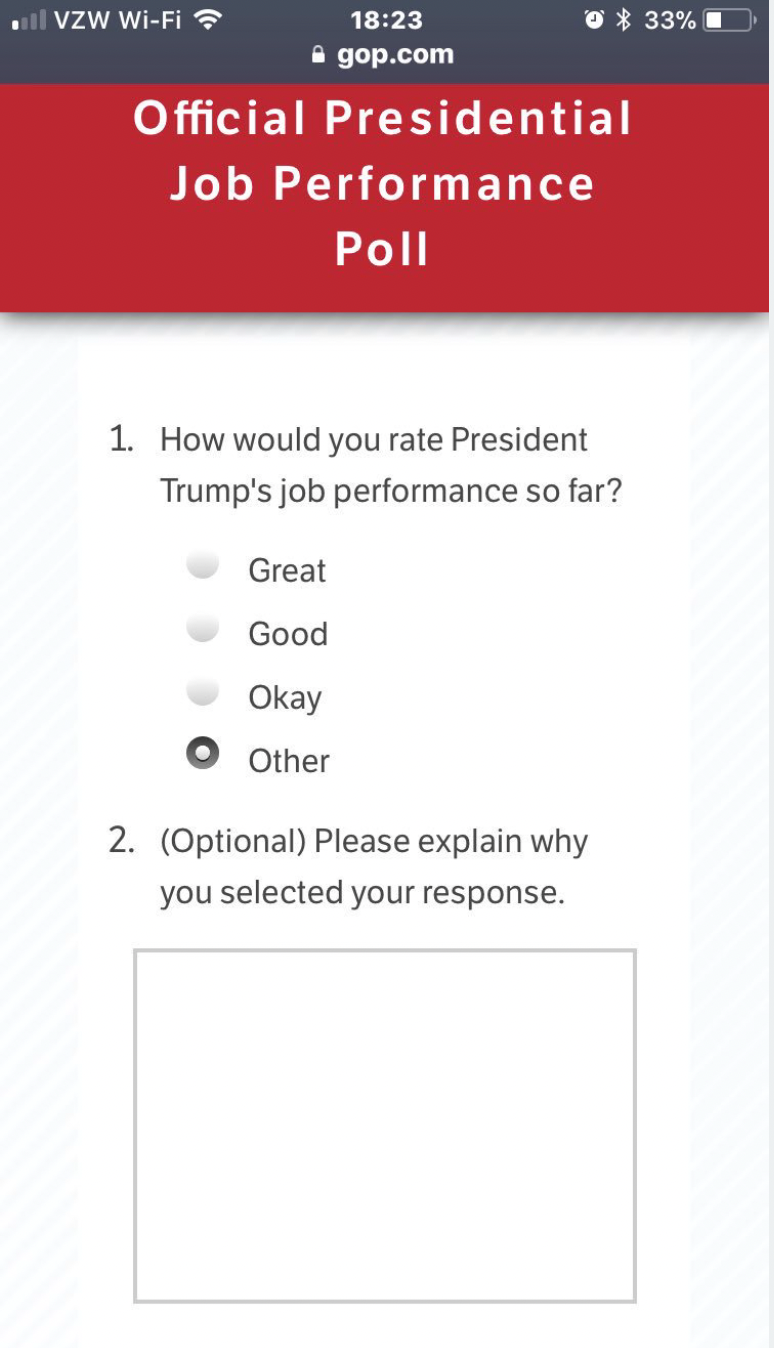 VZW Wi-Fi 18:23 33%
gop.com
Official Presidential
Job Performance
Poll
1. How would you rate President
Trump's job performance so far?
Great
Good
Okay
Other
2. (Optional) Please explain why
you selected your response.